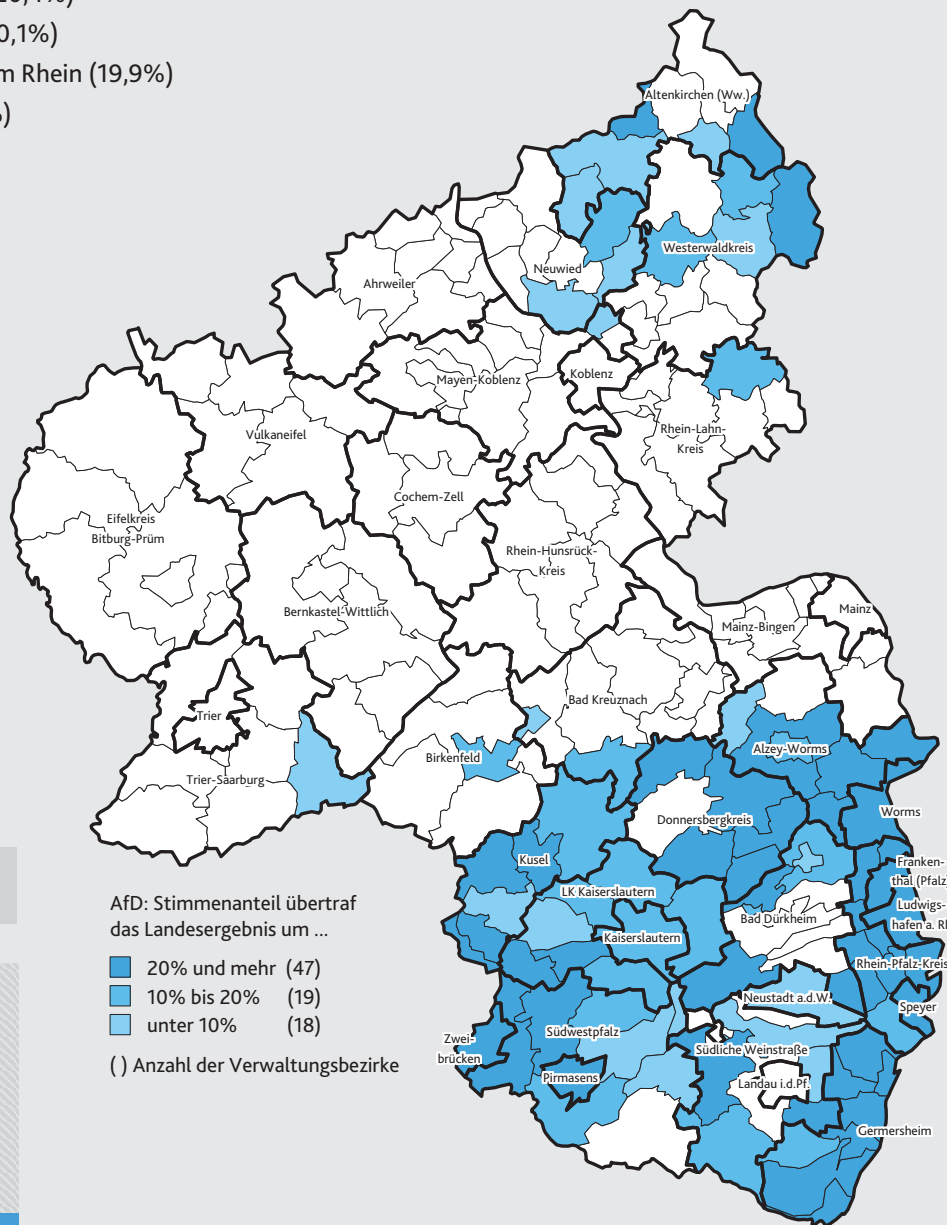 0,1%)
m Rhein (19,9%)
Altenkirchen (Ww.)
Westerwaldkreis
Neuwied
Ahrweiler
Koblenz
Mayen-Koblenz
Rhein-Lahn-
Kreis
Vulkaneifel
Cochem-Zell
Eifelkreis
Bitburg-Prüm
Rhein-Hunsrück-
Kreis
Bernkastel-Wittlich
Mainz
Mainz-Bingen
Bad Kreuznach
Trier
Alzey-Worms
Birkenfeld
Trier-Saarburg
Worms
Donnersbergkreis
Kusel
Franken-
thal (Pfalz)
LK Kaiserslautern
Ludwigs-
hafen a. R
Bad Dürkheim
Kaiserslautern
Rhein-Pfalz-Kreis
Neustadt a.d.W.
Speyer
Südwestpfalz
Zwei-
brücken
Südliche Weinstraße
Pirmasens
Landau i.d.Pf.
Germersheim
AfD: Stimmenanteil übertraf
das Landesergebnis um ...
20% und mehr (47)
10% bis 20% (19)
unter 10% (18)
( ) Anzahl der Verwaltungsbezirke